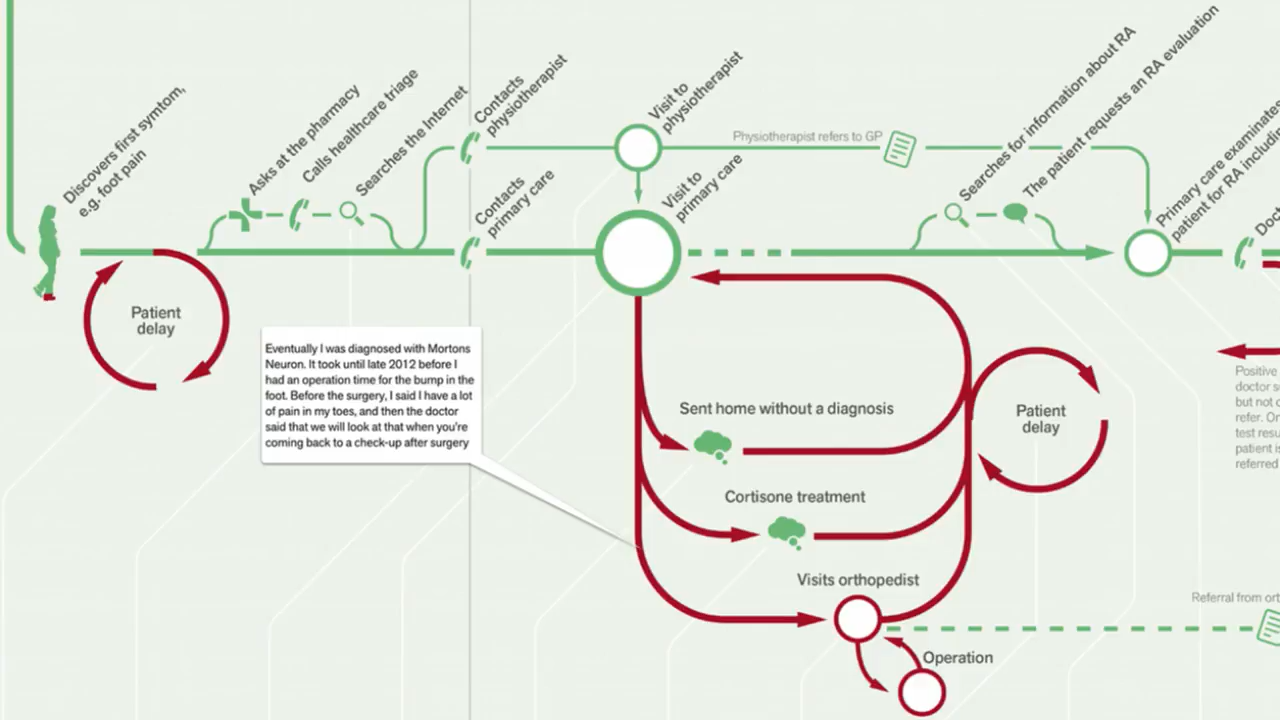 Discovers first symtom,
e.g. foot pain
Asks at the pharmacy
Calls healthcare triage
Searches the Internet
Contacts
physiotherapist
Contacts
primary care
Visit to
physiotherapist
Visit to
primary care
Physiotherapist refers to GP
Searches for information about RA
The patient requests an RA evaluation
Primary care examinates
patient for RA includin
Doc
Patient
delay
Eventually I was diagnosed with Mortons
Neuron. It took until late 2012 before I
had an operation time for the bump in the
foot. Before the surgery, I said I have a lot
of pain in my toes, and then the doctor
said that we will look at that when you're
coming back to a check-up after surgery
Sent home without a diagnosis
Cortisone treatment
Visits orthopedist
Operation
Patient
delay
Positive
doctor s
but not
refer. On
test resu
patient is
referred
Referral from ort